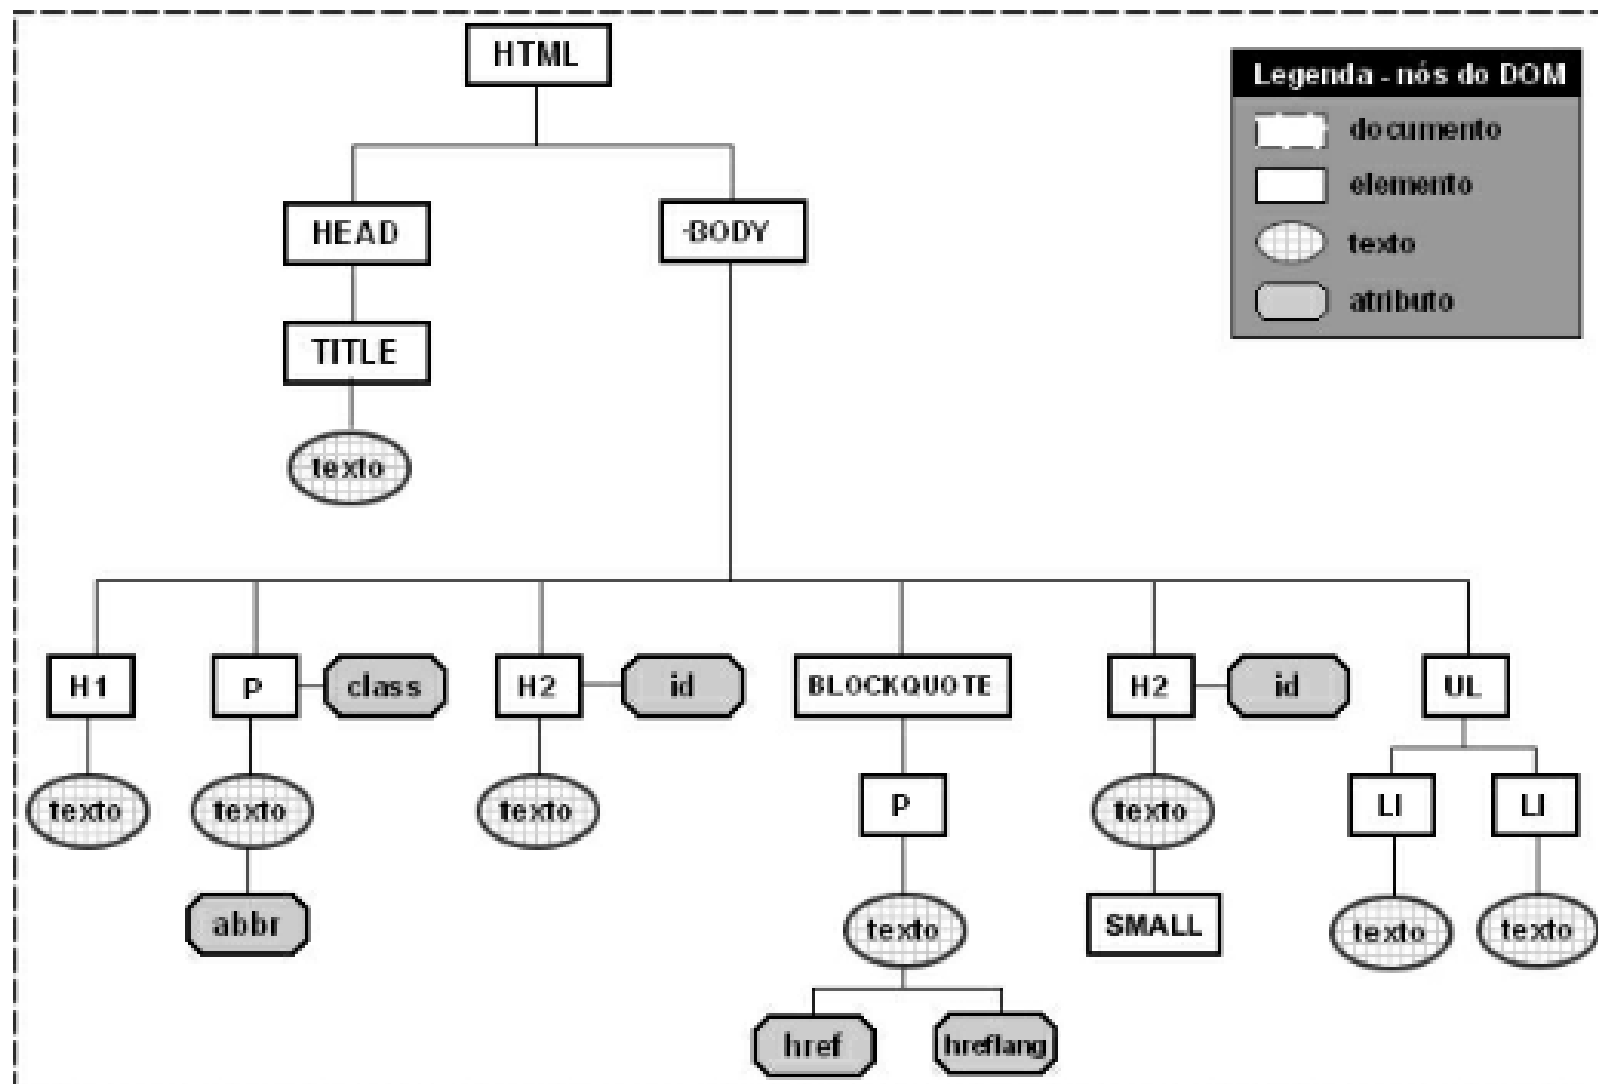 HTML
Legenda - nós do DOM
documento
elemento
texto
atributo
HEAD
-BODY
TITLE
texto
H1
P
class
H2
id
BLOCKQUOTE
H2
id
UL
texto
texto
texto
P
texto
LI
LI
abbr
texto
SMALL
texto
texto
href
hreflang